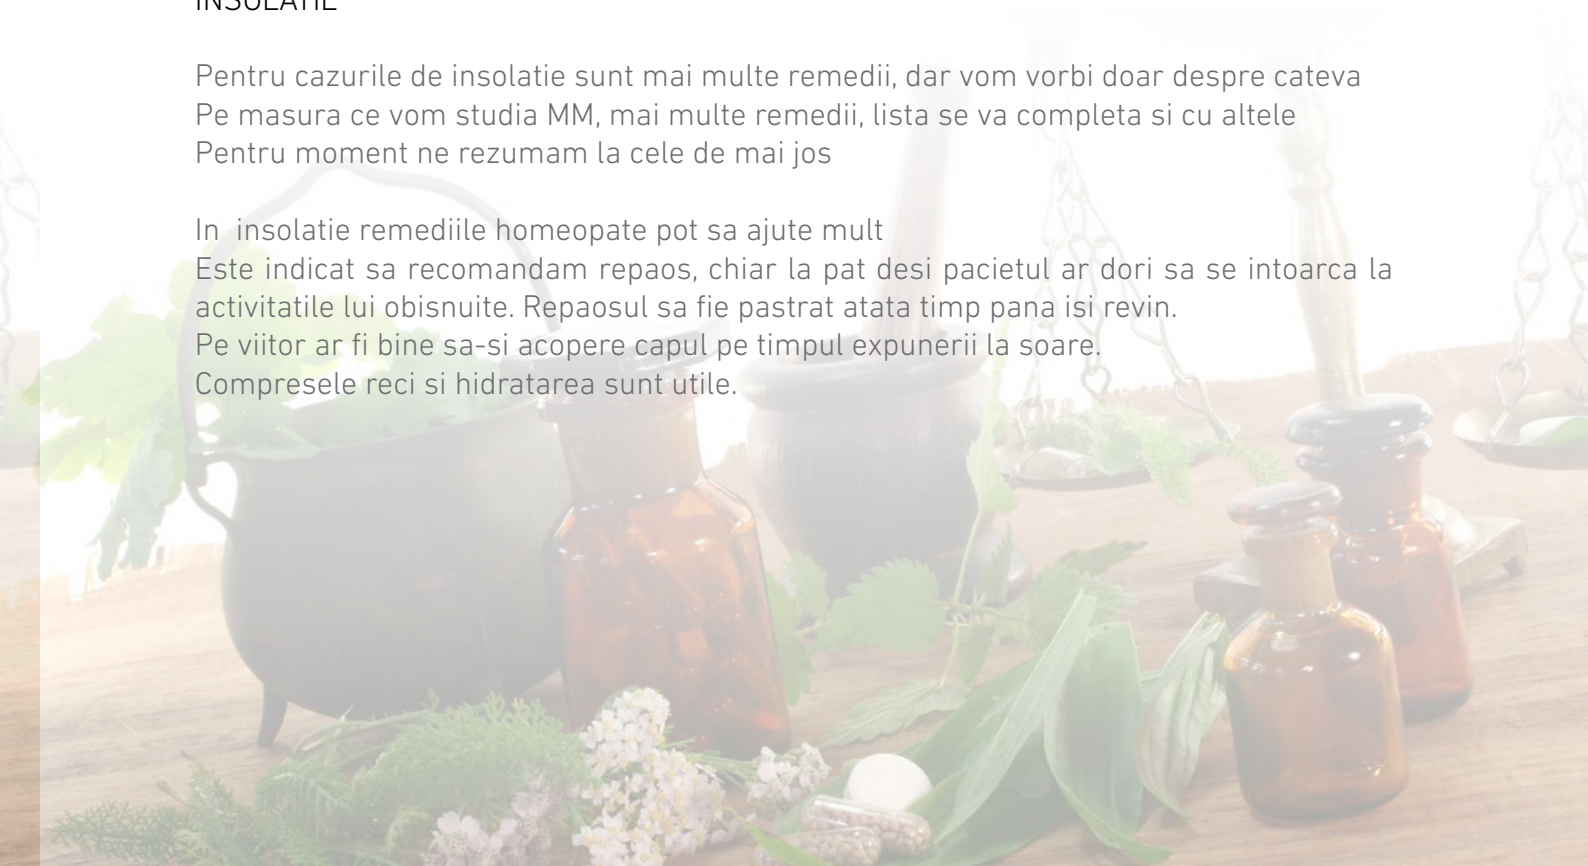 INSOLATIE
Pentru cazurile de insolatie sunt mai multe remedii, dar vom vorbi doar despre cateva
Pe masura ce vom studia MM, mai multe remedii, lista se va completa si cu altele
Pentru moment ne rezumam la cele de mai jos
In insolatie remediile homeopate pot sa ajute mult
Este indicat sa recomandam repaos, chiar la pat desi pacietul ar dori sa se intoarca la
activitatile lui obisnuite. Repaosul sa fie pastrat atata timp pana isi revin.
Pe viitor ar fi bine sa-si acopere capul pe timpul expunerii la soare.
Compresele reci si hidratarea sunt utile.